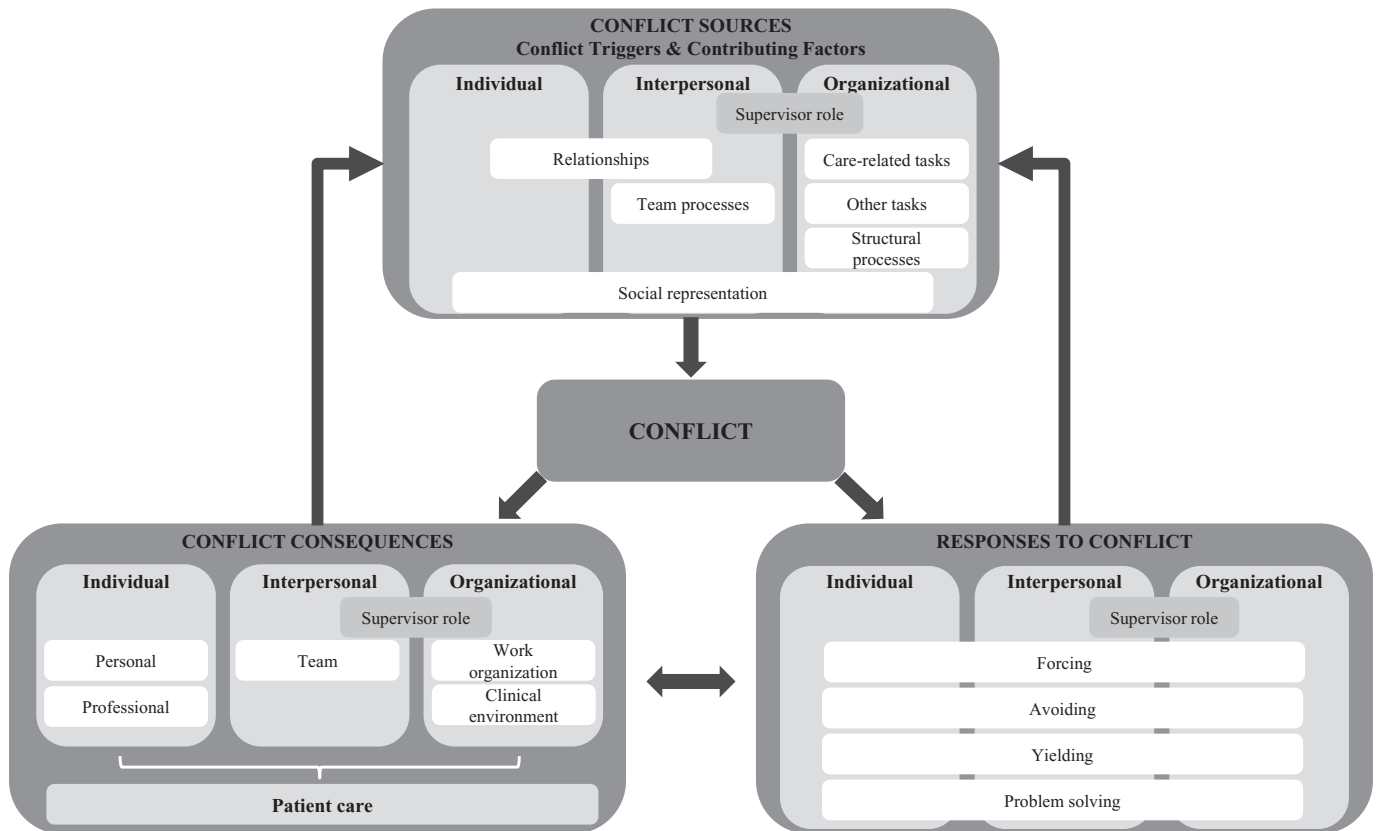 CONFLICT SOURCES
Conflict Triggers & Contributing Factors
Individual
Interpersonal
Organizational
Supervisor role
Relationships
Care-related tasks
Team processes
Other tasks
Structural
processes
Social representation
CONFLICT
CONFLICT CONSEQUENCES
Individual
Interpersonal
Organizational
Supervisor role
Personal
Team
Work
organization
Professional
Clinical
environment
Patient care
RESPONSES TO CONFLICT
Individual
Interpersonal
Organizational
Supervisor role
Forcing
Avoiding
Yielding
Problem solving